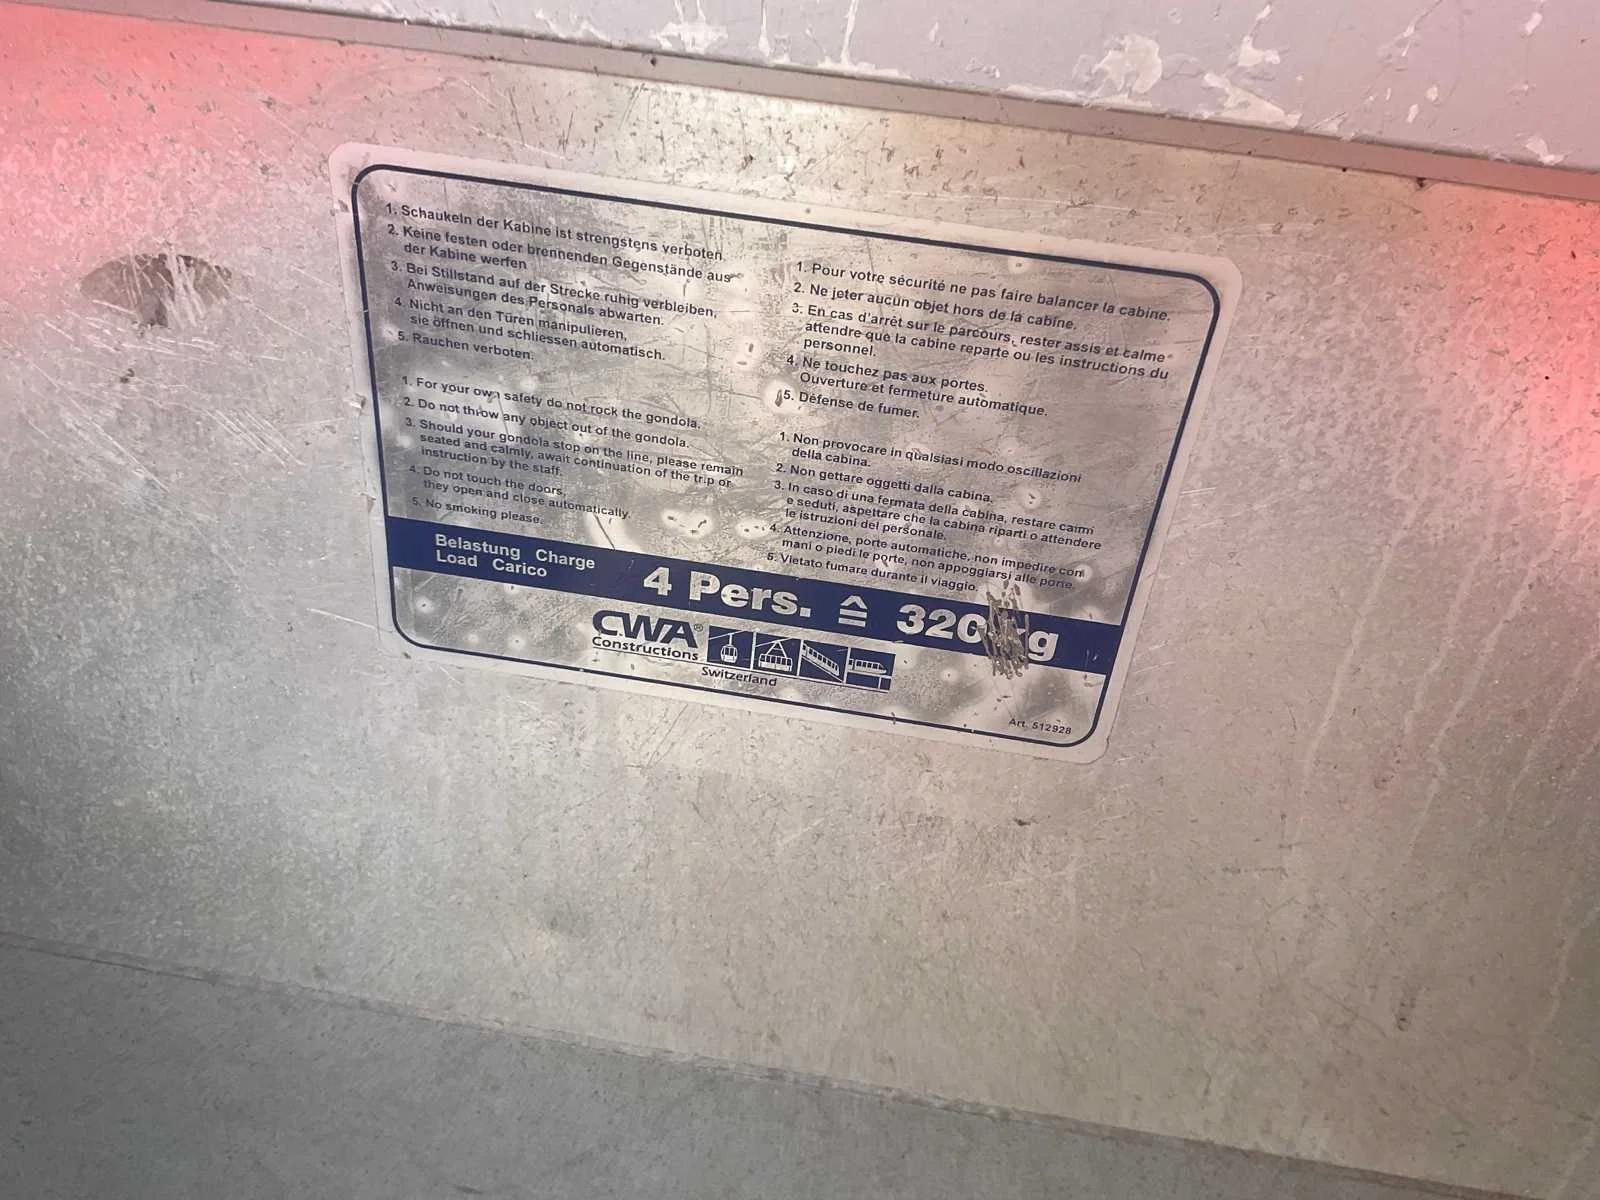 1. Schaukeln der Kabine ist strengstens verboten.
2. Keine festen oder brennenden Gegenstände aus
der Kabine werfen
3. Bei Stillstand auf der Strecke ruhig verbleiben,
Anweisungen des Personals abwarten.
4. Nicht an den Türen manipulieren,
sie öffnen und schliessen automatisch.
5. Rauchen verboten.
1. For your own safety do not rock the gondola.
2. Do not throw any object out of the gondola.
3. Should your gondola stop on the line, please remain
seated and calmly, await continuation of the trip or
instruction by the staff.
4. Do not touch the doors,
they open and close automatically.
5. No smoking please.
1. Pour votre sécurité ne pas faire balancer la cabine.
2. Ne jeter aucun objet hors de la cabine.
3. En cas d'arrêt sur le parcours, rester assis et calme
attendre que la cabine reparte ou les instructions du
personnel.
4. Ne touchez pas aux portes.
Ouverture et fermeture automatique.
5. Défense de fumer.
1. Non provocare in qualsiasi modo oscillazioni
della cabina.
2. Non gettare oggetti dalla cabina.
3. In caso di una fermata della cabina, restare calmi
e seduti, aspettare che la cabina riparti o attendere
le istruzioni del personale.
4. Attenzione, porte automatiche, non impedire con
mani o piedi le porte, non appoggiarsi alle porte.
5. Vietato fumare durante il viaggio.
Belastung Charge
Load Carico
4 Pers. ≙ 320 kg
CWA®
Constructions
Switzerland
Art. 512928